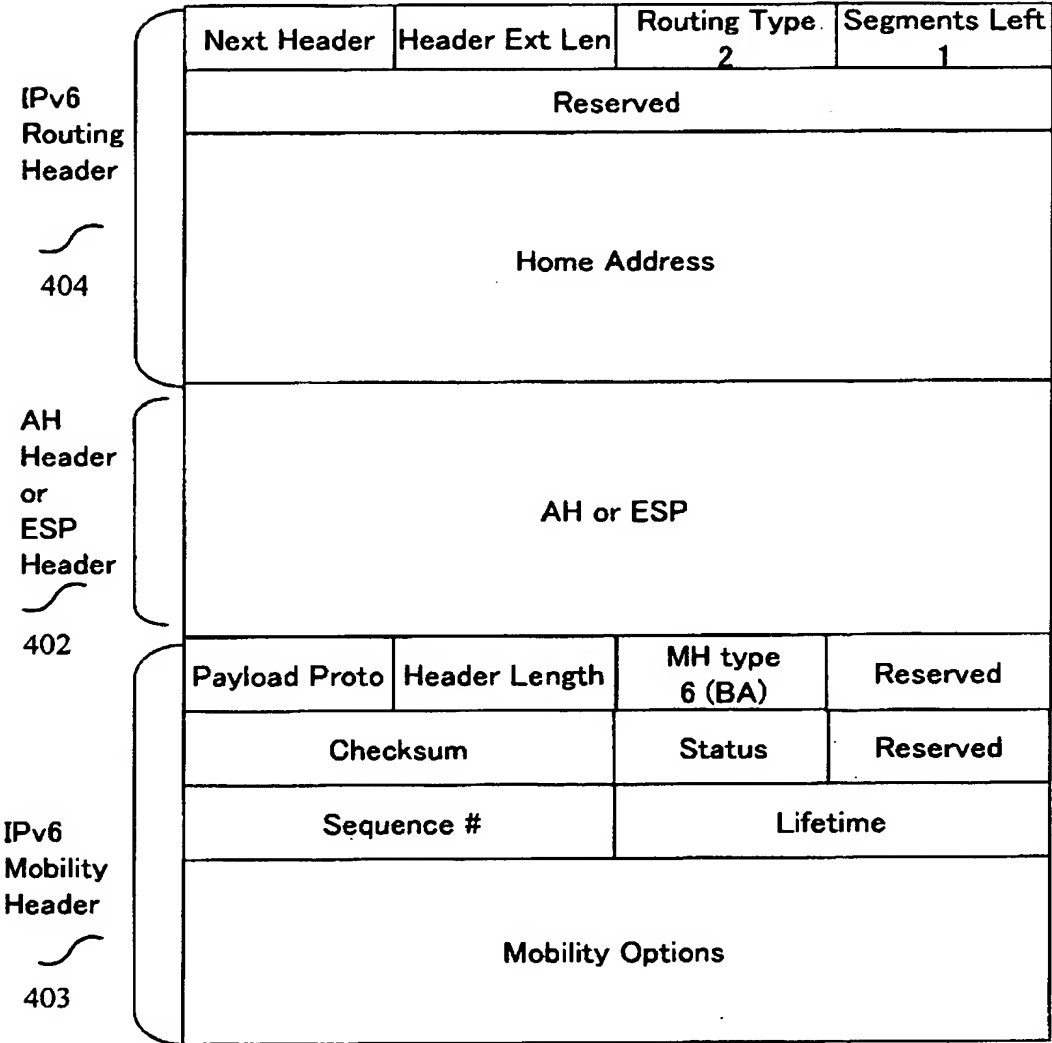 Next Header
Header Ext Len
Routing Type
2
Segments Left
1
IPv6
Routing
Header
404
Reserved
Home Address
AH
Header
or
ESP
Header
402
AH or ESP
Payload Proto
Header Length
MH type
6 (BA)
Reserved
Checksum
Status
Reserved
Sequence #
Lifetime
IPv6
Mobility
Header
403
Mobility Options